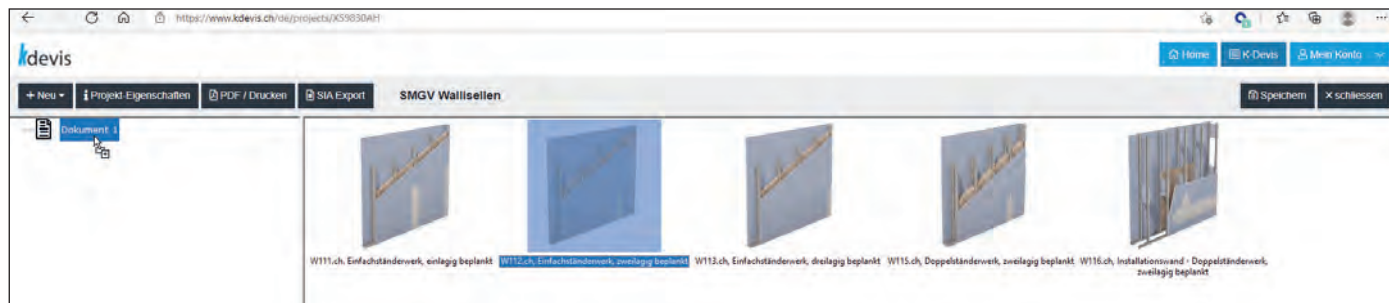 https://www.kdevis.ch/de/projects/X59830AH
kdevis
Home K-Devis Mein Konto
+ Neu Projekt-Eigenschaften PDF / Drucken SIA Export SMGV Wallisellen Speichern × schliessen
Dokument 1
W111.ch, Einfachständerwerk, einlagig beplankt W112.ch, Einfachständerwerk, zweilagig beplankt W113.ch, Einfachständerwerk, dreilagig beplankt W115.ch, Doppelständerwerk, zweilagig beplankt W116.ch, Installationswand - Doppelständerwerk,
zweilagig beplankt